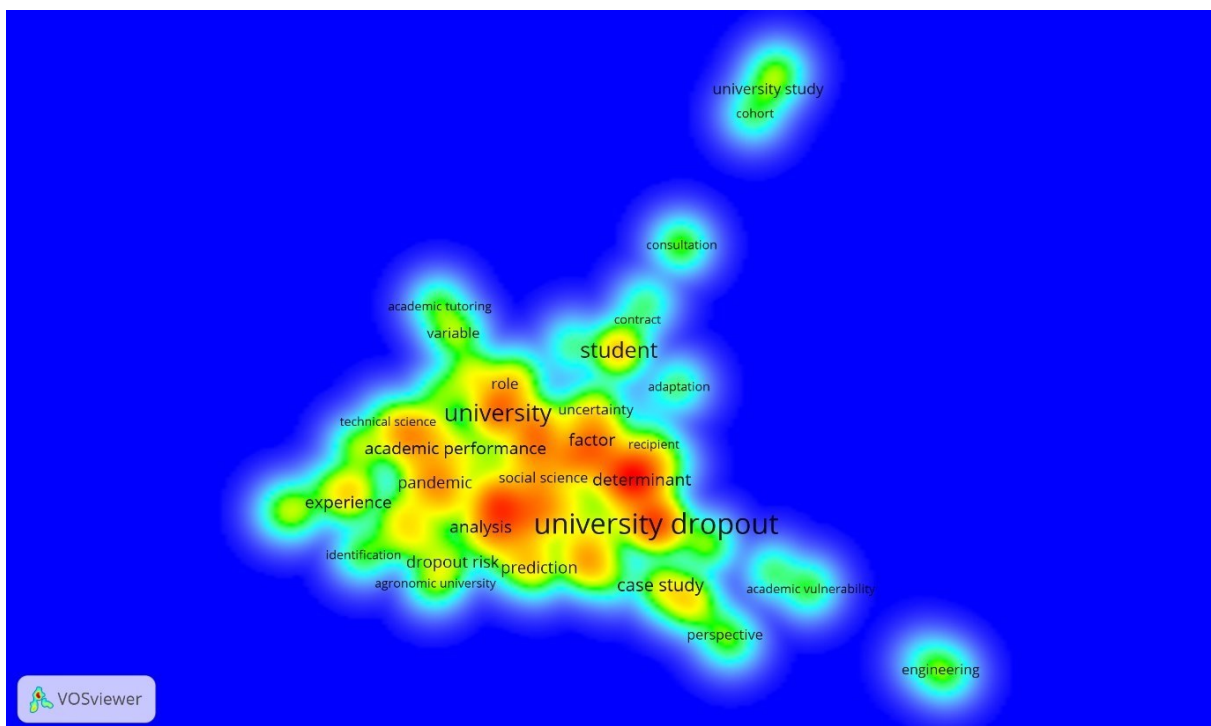 university study
cohort
consultation
academic tutoring
contract
variable
student
role
adaptation
university
uncertainty
technical science
factor
recipient
academic performance
social science
determinant
pandemic
experience
analysis
university dropout
identification
dropout risk
prediction
agronomic university
case study
academic vulnerability
perspective
engineering
VOSviewer